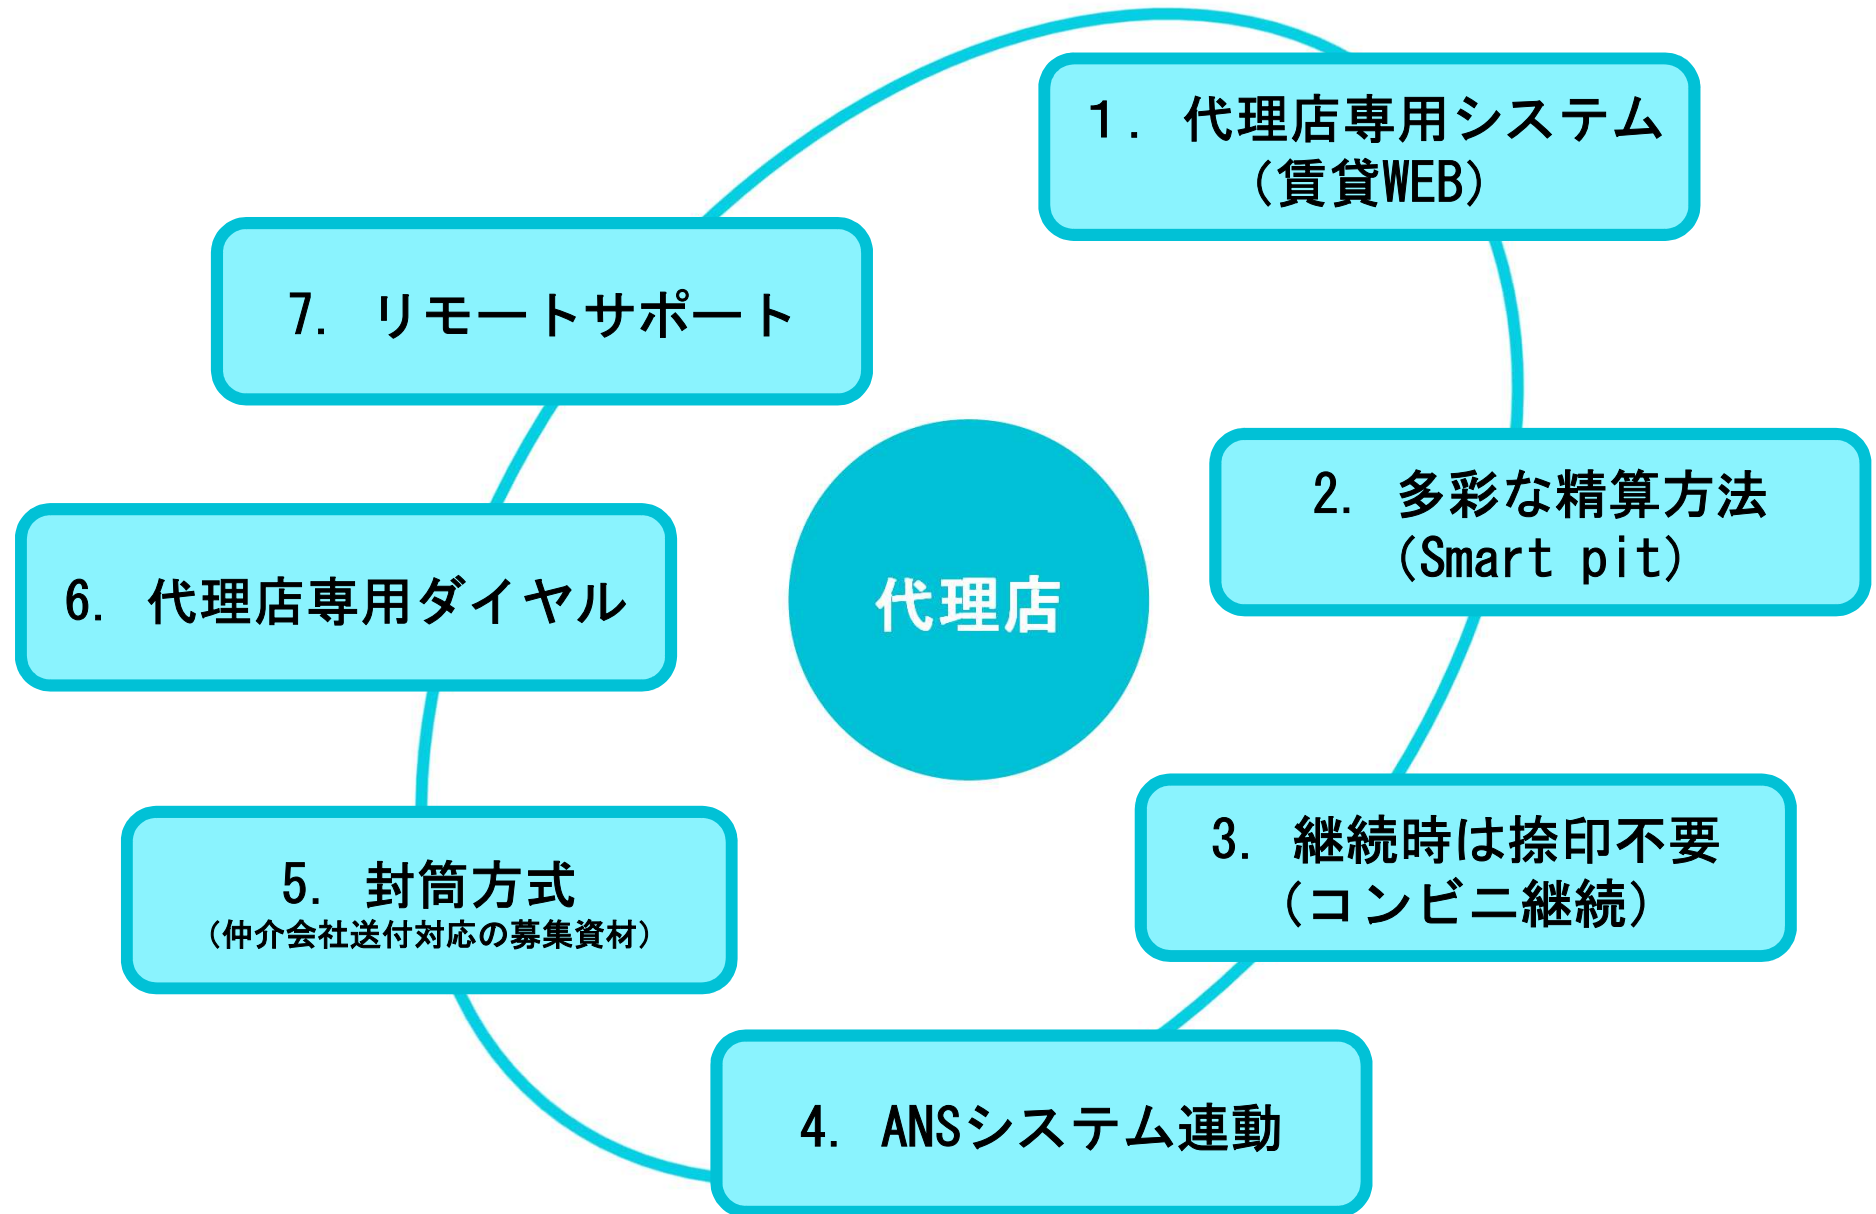 １. 代理店専用システム
(賃貸WEB)
2. 多彩な精算方法
(Smart pit)
3. 継続時は捺印不要
(コンビニ継続)
4. ANSシステム連動
5. 封筒方式
(仲介会社送付対応の募集資材)
6. 代理店専用ダイヤル
7. リモートサポート
代理店